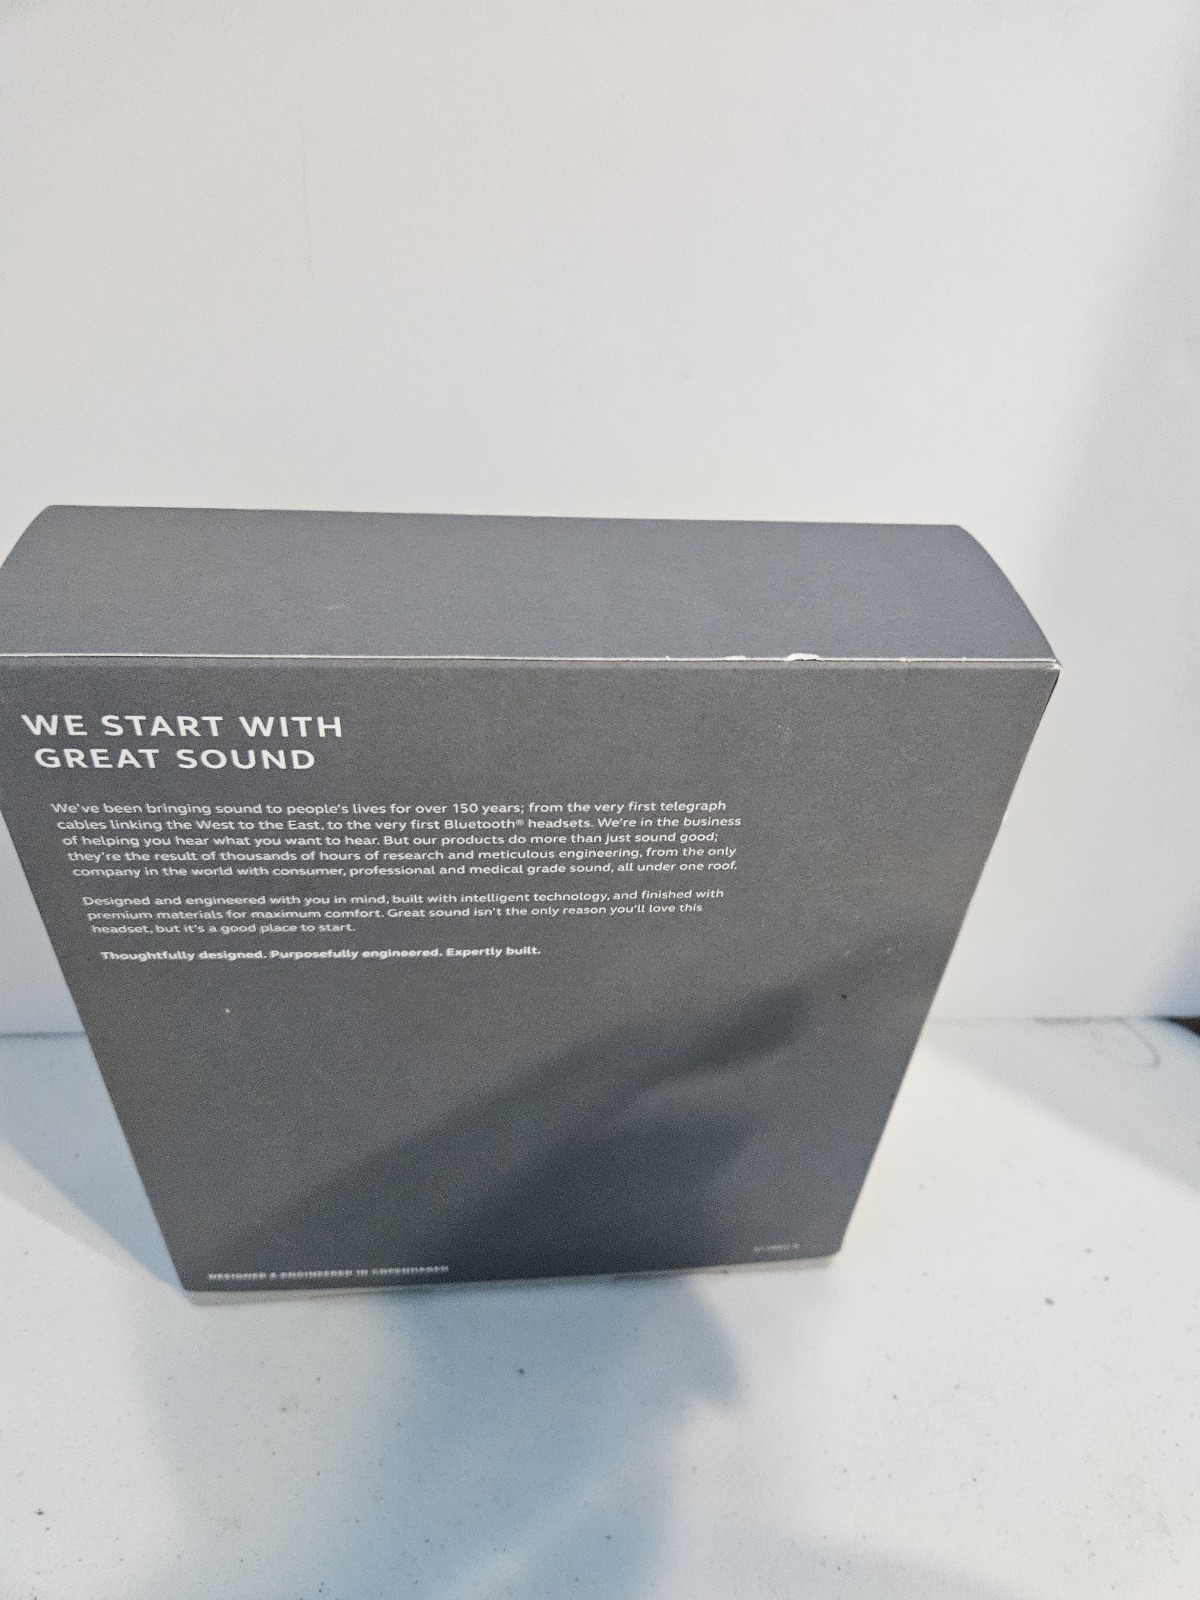 WE START WITH
GREAT SOUND
We've been bringing sound to people's lives for over 150 years; from the very first telegraph
cables linking the West to the East, to the very first Bluetooth® headsets. We're in the business
of helping you hear what you want to hear. But our products do more than just sound good;
they're the result of thousands of hours of research and meticulous engineering, from the only
company in the world with consumer, professional and medical grade sound, all under one roof.
Designed and engineered with you in mind, built with intelligent technology, and finished with
premium materials for maximum comfort. Great sound isn't the only reason you'll love this
headset, but it's a good place to start.
Thoughtfully designed. Purposefully engineered. Expertly built.
DESIGNED & ENGINEERED IN COPENHAGEN